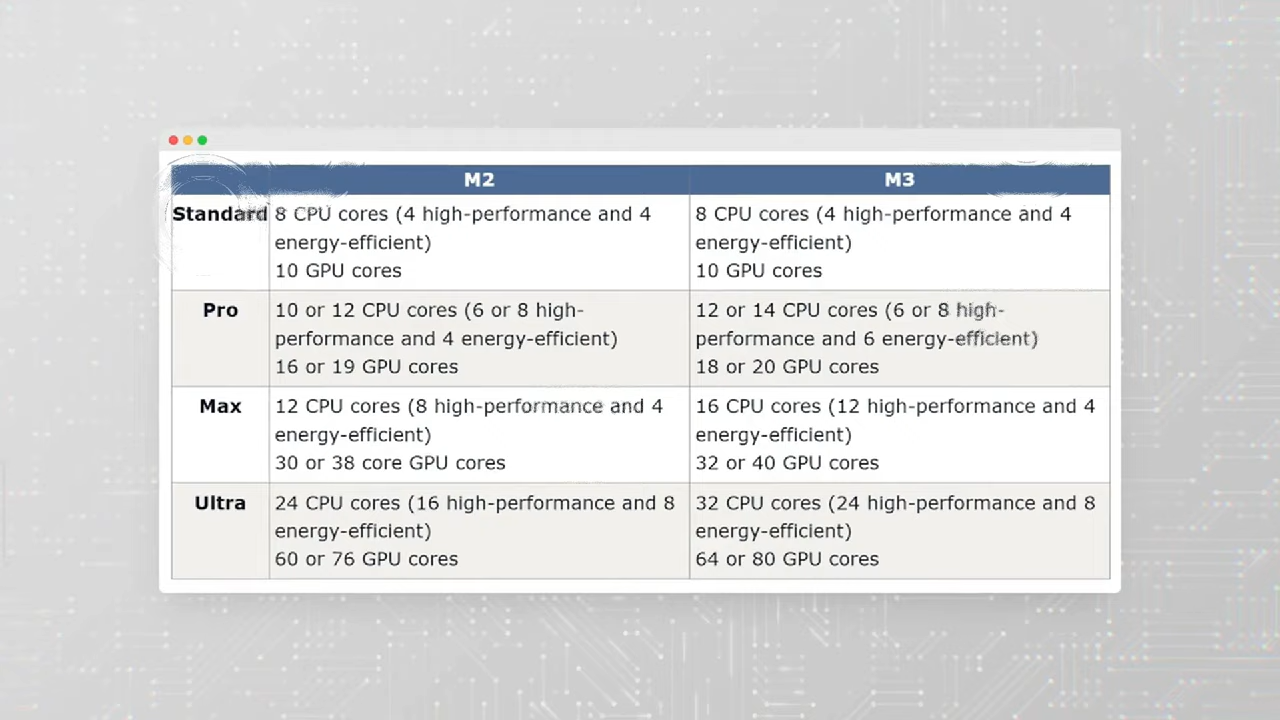 M2
M3
Standard
8 CPU cores (4 high-performance and 4
energy-efficient)
10 GPU cores
8 CPU cores (4 high-performance and 4
energy-efficient)
10 GPU cores
Pro
10 or 12 CPU cores (6 or 8 high-
performance and 4 energy-efficient)
16 or 19 GPU cores
12 or 14 CPU cores (6 or 8 high-
performance and 6 energy-efficient)
18 or 20 GPU cores
Max
12 CPU cores (8 high-performance and 4
energy-efficient)
30 or 38 core GPU cores
16 CPU cores (12 high-performance and 4
energy-efficient)
32 or 40 GPU cores
Ultra
24 CPU cores (16 high-performance and 8
energy-efficient)
60 or 76 GPU cores
32 CPU cores (24 high-performance and 8
energy-efficient)
64 or 80 GPU cores